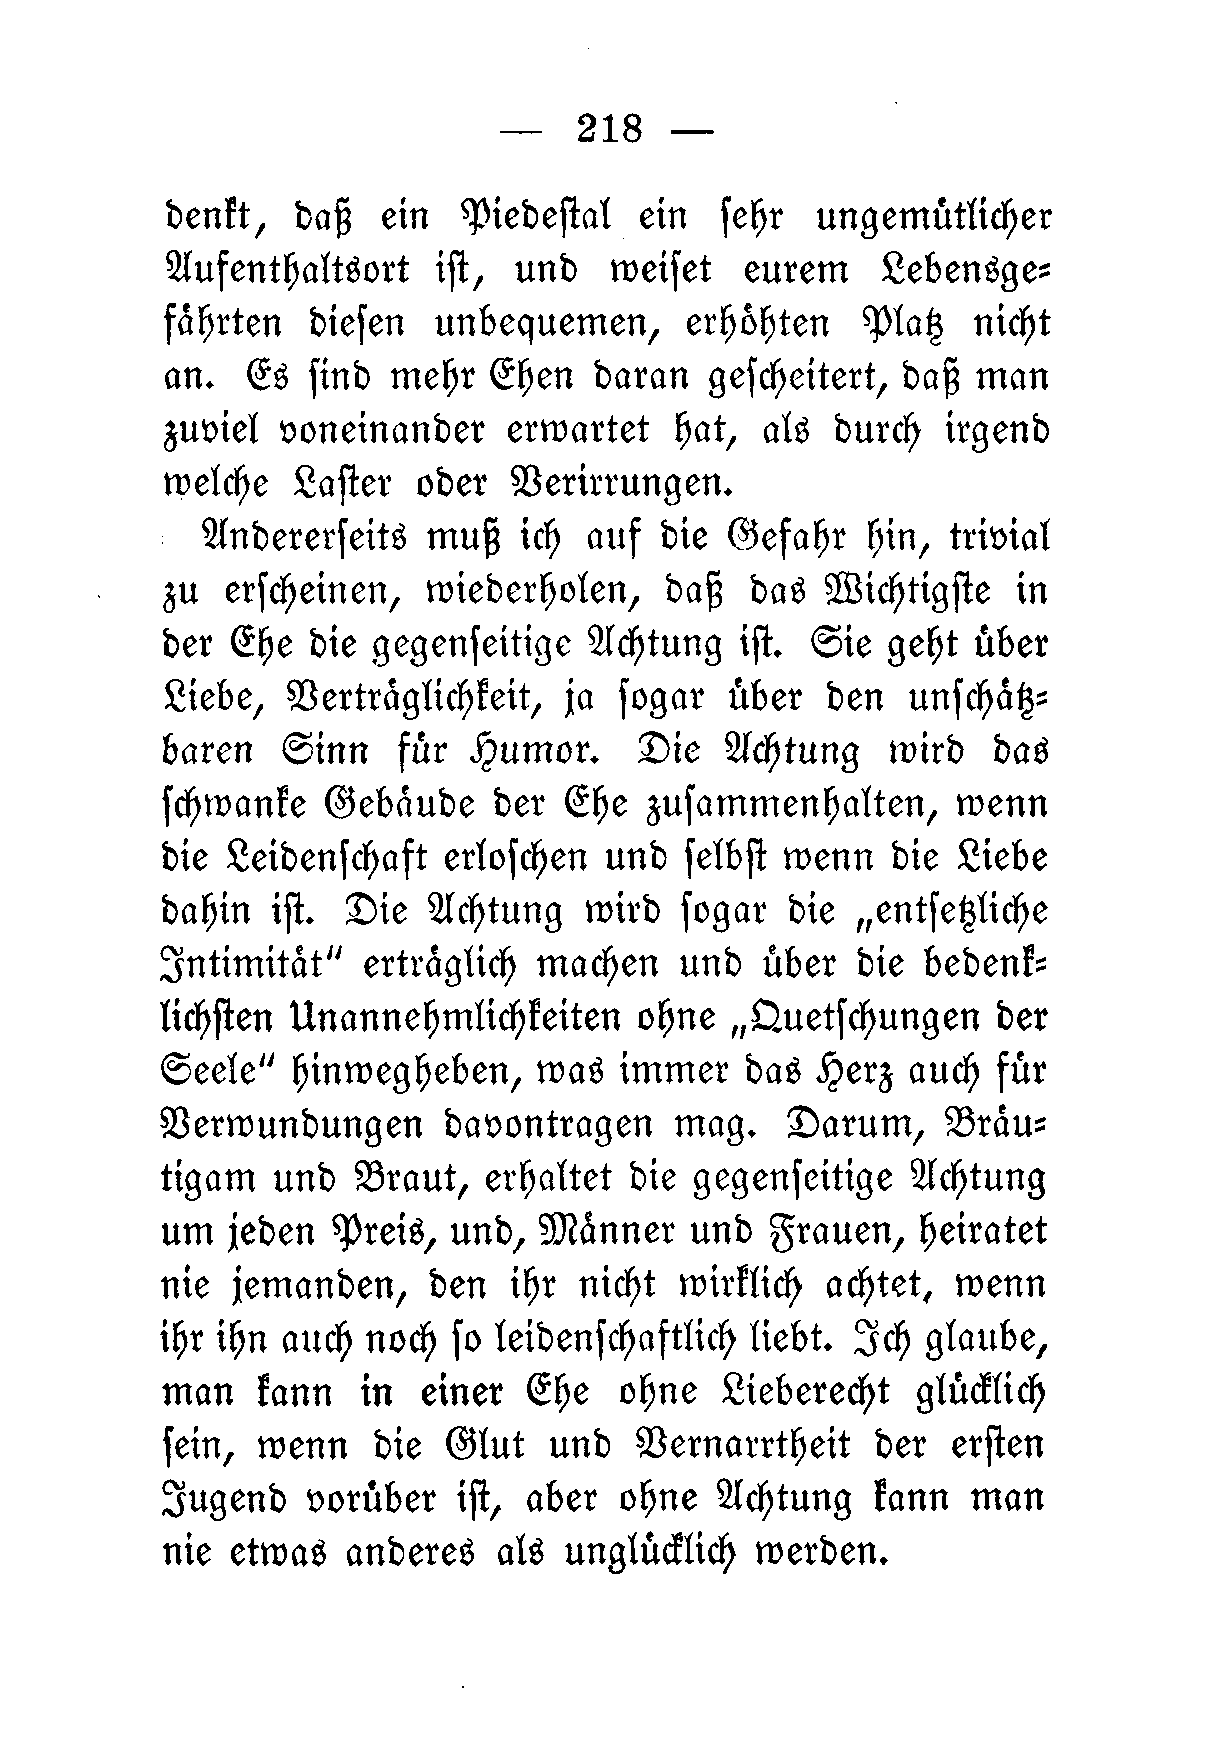 — 218 —
denkt, daß ein Piedestal ein sehr ungemütlicher
Aufenthaltsort ist, und weiset eurem Lebensge-
fährten diesen unbequemen, erhöhten Platz nicht
an. Es sind mehr Ehen daran gescheitert, daß man
zuviel voneinander erwartet hat, als durch irgend
welche Laster oder Verirrungen.
Andererseits muß ich auf die Gefahr hin, trivial
zu erscheinen, wiederholen, daß das Wichtigste in
der Ehe die gegenseitige Achtung ist. Sie geht über
Liebe, Verträglichkeit, ja sogar über den unschätz-
baren Sinn für Humor. Die Achtung wird das
schwanke Gebäude der Ehe zusammenhalten, wenn
die Leidenschaft erloschen und selbst wenn die Liebe
dahin ist. Die Achtung wird sogar die „entsetzliche
Intimität" erträglich machen und über die bedenk-
lichsten Unannehmlichkeiten ohne „Quetschungen der
Seele" hinwegheben, was immer das Herz auch für
Verwundungen davontragen mag. Darum, Bräu-
tigam und Braut, erhaltet die gegenseitige Achtung
um jeden Preis, und, Männer und Frauen, heiratet
nie jemanden, den ihr nicht wirklich achtet, wenn
ihr ihn auch noch so leidenschaftlich liebt. Ich glaube,
man kann in einer Ehe ohne Lieberecht glücklich
sein, wenn die Glut und Vernarrtheit der ersten
Jugend vorüber ist, aber ohne Achtung kann man
nie etwas anderes als unglücklich werden.